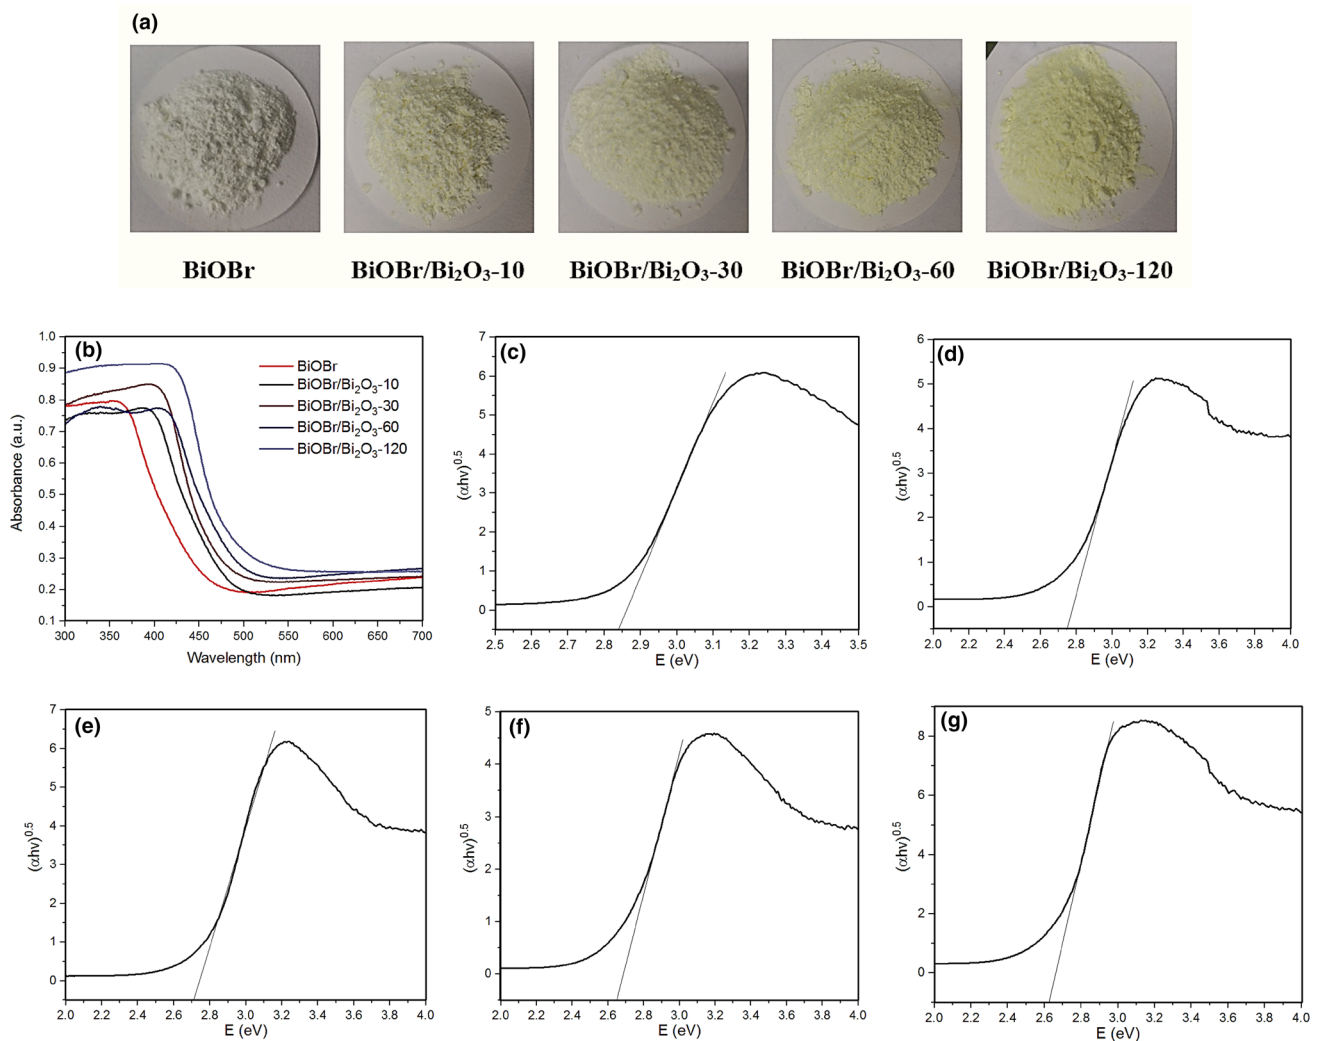 (a)
BiOBr BiOBr/Bi₂O₃-10 BiOBr/Bi₂O₃-30 BiOBr/Bi₂O₃-60 BiOBr/Bi₂O₃-120
(b)
1.0
0.9
0.8
0.7
0.6
0.5
0.4
0.3
0.2
0.1
Absorbance (a.u.)
BiOBr
BiOBr/Bi₂O₃-10
BiOBr/Bi₂O₃-30
BiOBr/Bi₂O₃-60
BiOBr/Bi₂O₃-120
300 350 400 450 500 550 600 650 700
Wavelength (nm)
(c)
7
6
5
4
3
2
1
0
(αhv)^0.5
2.5 2.6 2.7 2.8 2.9 3.0 3.1 3.2 3.3 3.4 3.5
E (eV)
(d)
6
5
4
3
2
1
0
(αhv)^0.5
2.0 2.2 2.4 2.6 2.8 3.0 3.2 3.4 3.6 3.8 4.0
E (eV)
(e)
7
6
5
4
3
2
1
0
(αhv)^0.5
2.0 2.2 2.4 2.6 2.8 3.0 3.2 3.4 3.6 3.8 4.0
E (eV)
(f)
5
4
3
2
1
0
(αhv)^0.5
2.0 2.2 2.4 2.6 2.8 3.0 3.2 3.4 3.6 3.8 4.0
E (eV)
(g)
8
6
4
2
0
(αhv)^0.5
2.0 2.2 2.4 2.6 2.8 3.0 3.2 3.4 3.6 3.8 4.0
E (eV)